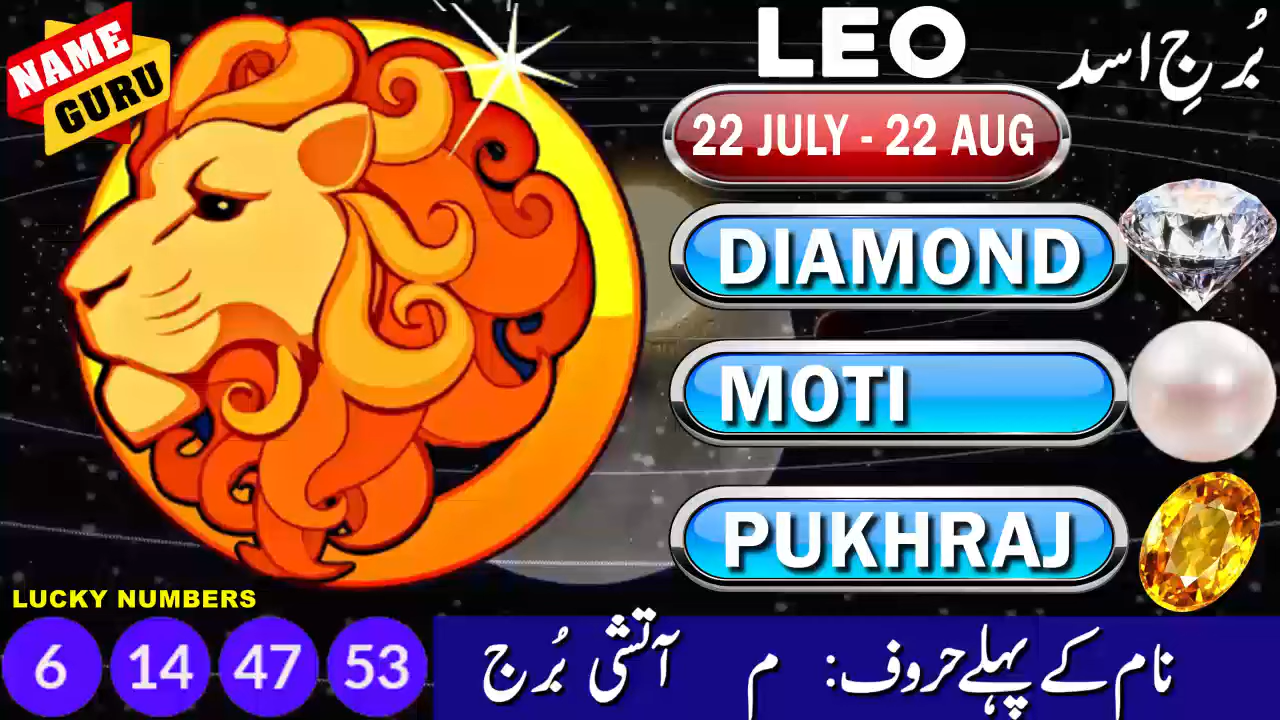 NAME
GURU
LEO
بُرجِ اسد
22 JULY - 22 AUG
DIAMOND
MOTI
PUKHRAJ
LUCKY NUMBERS
6 14 47 53
نام کے پہلے حروف: م آتشی بُرج